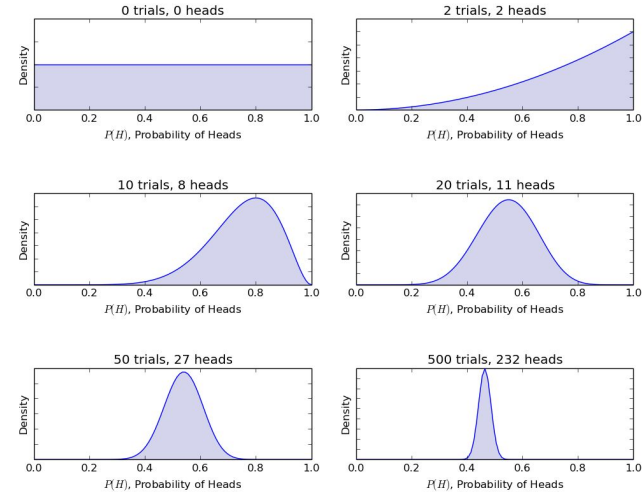 0 trials, 0 heads
Density
0.0 0.2 0.4 0.6 0.8 1.0
P(H), Probability of Heads
2 trials, 2 heads
Density
0.0 0.2 0.4 0.6 0.8 1.0
P(H), Probability of Heads
10 trials, 8 heads
Density
0.0 0.2 0.4 0.6 0.8 1.0
P(H), Probability of Heads
20 trials, 11 heads
Density
0.0 0.2 0.4 0.6 0.8 1.0
P(H), Probability of Heads
50 trials, 27 heads
Density
0.0 0.2 0.4 0.6 0.8 1.0
P(H), Probability of Heads
500 trials, 232 heads
Density
0.0 0.2 0.4 0.6 0.8 1.0
P(H), Probability of Heads